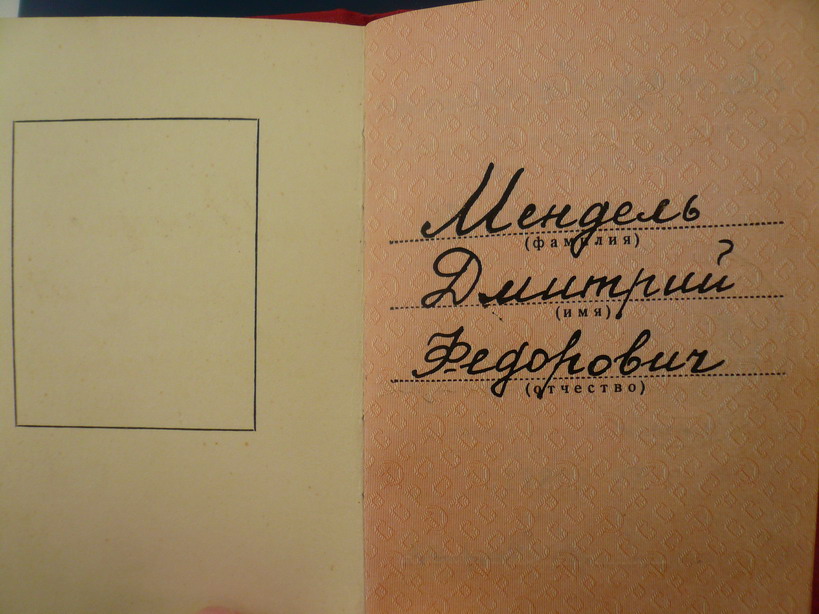 Мендель
(фамилия)
Дмитрий
(имя)
Федорович
(отчество)